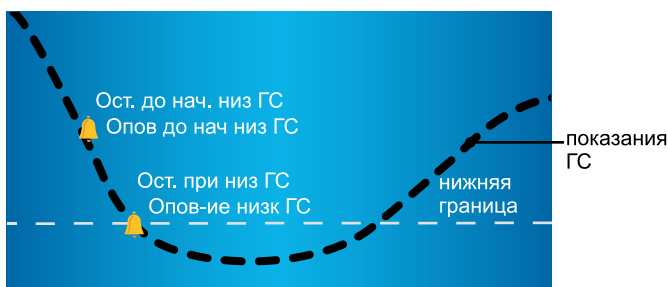 Ост. до нач. низ ГС
Опов до нач низ ГС
показания
ГС
Ост. при низ ГС
Опов-ие низк ГС
нижняя
граница